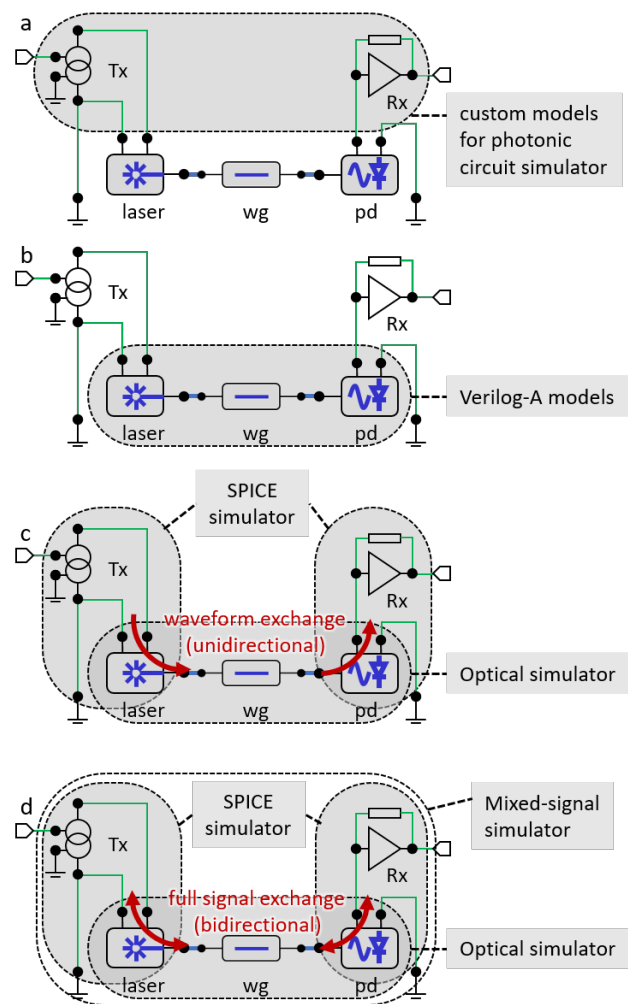 a
Tx
Rx
custom models
for photonic
circuit simulator
laser
wg
pd
b
Tx
Rx
Verilog-A models
laser
wg
pd
SPICE
simulator
c
Tx
Rx
waveform exchange
(unidirectional)
Optical simulator
laser
wg
pd
d
SPICE
simulator
Mixed-signal
simulator
Tx
Rx
full signal exchange
(bidirectional)
Optical simulator
laser
wg
pd